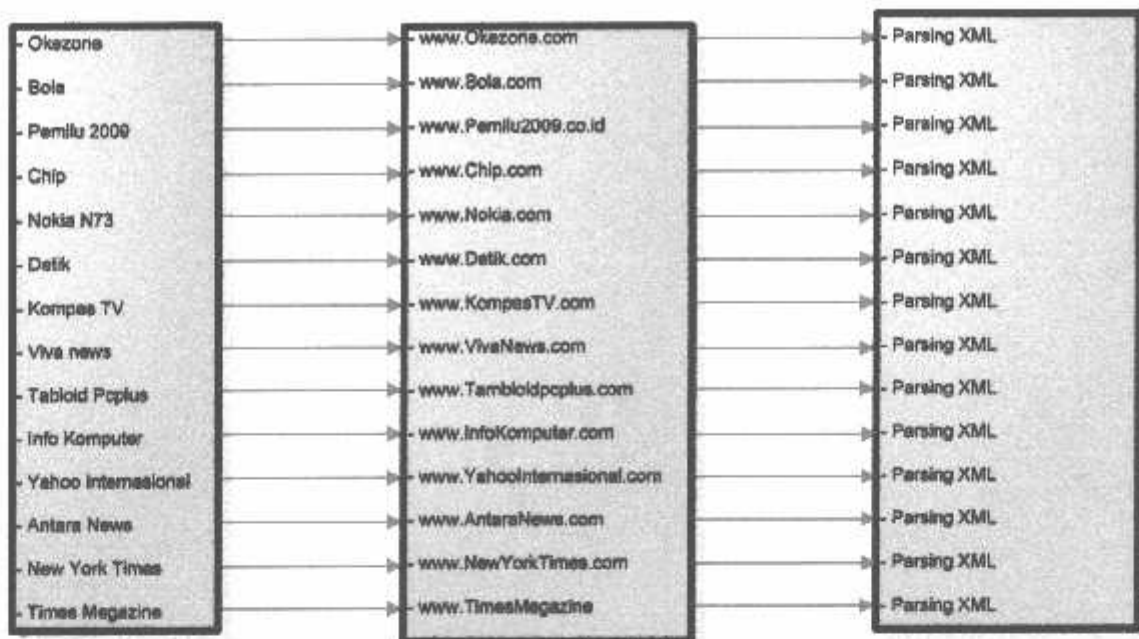 - Okezone
- Bola
- Pemilu 2009
- Chip
- Nokia N73
- Detik
- Kompas TV
- Viva news
- Tabloid Pcplus
- Info Komputer
- Yahoo Internasional
- Antara News
- New York Times
- Times Megazine
- www.Okezone.com
- www.Bola.com
- www.Pemilu2009.co.id
- www.Chip.com
- www.Nokia.com
- www.Detik.com
- www.KompasTV.com
- www.VivaNews.com
- www.Tambloidpcplus.com
- www.InfoKomputer.com
- www.YahooInternasional.com
- www.AntaraNews.com
- www.NewYorkTimes.com
- www.TimesMegazine
- Parsing XML
- Parsing XML
- Parsing XML
- Parsing XML
- Parsing XML
- Parsing XML
- Parsing XML
- Parsing XML
- Parsing XML
- Parsing XML
- Parsing XML
- Parsing XML
- Parsing XML
- Parsing XML